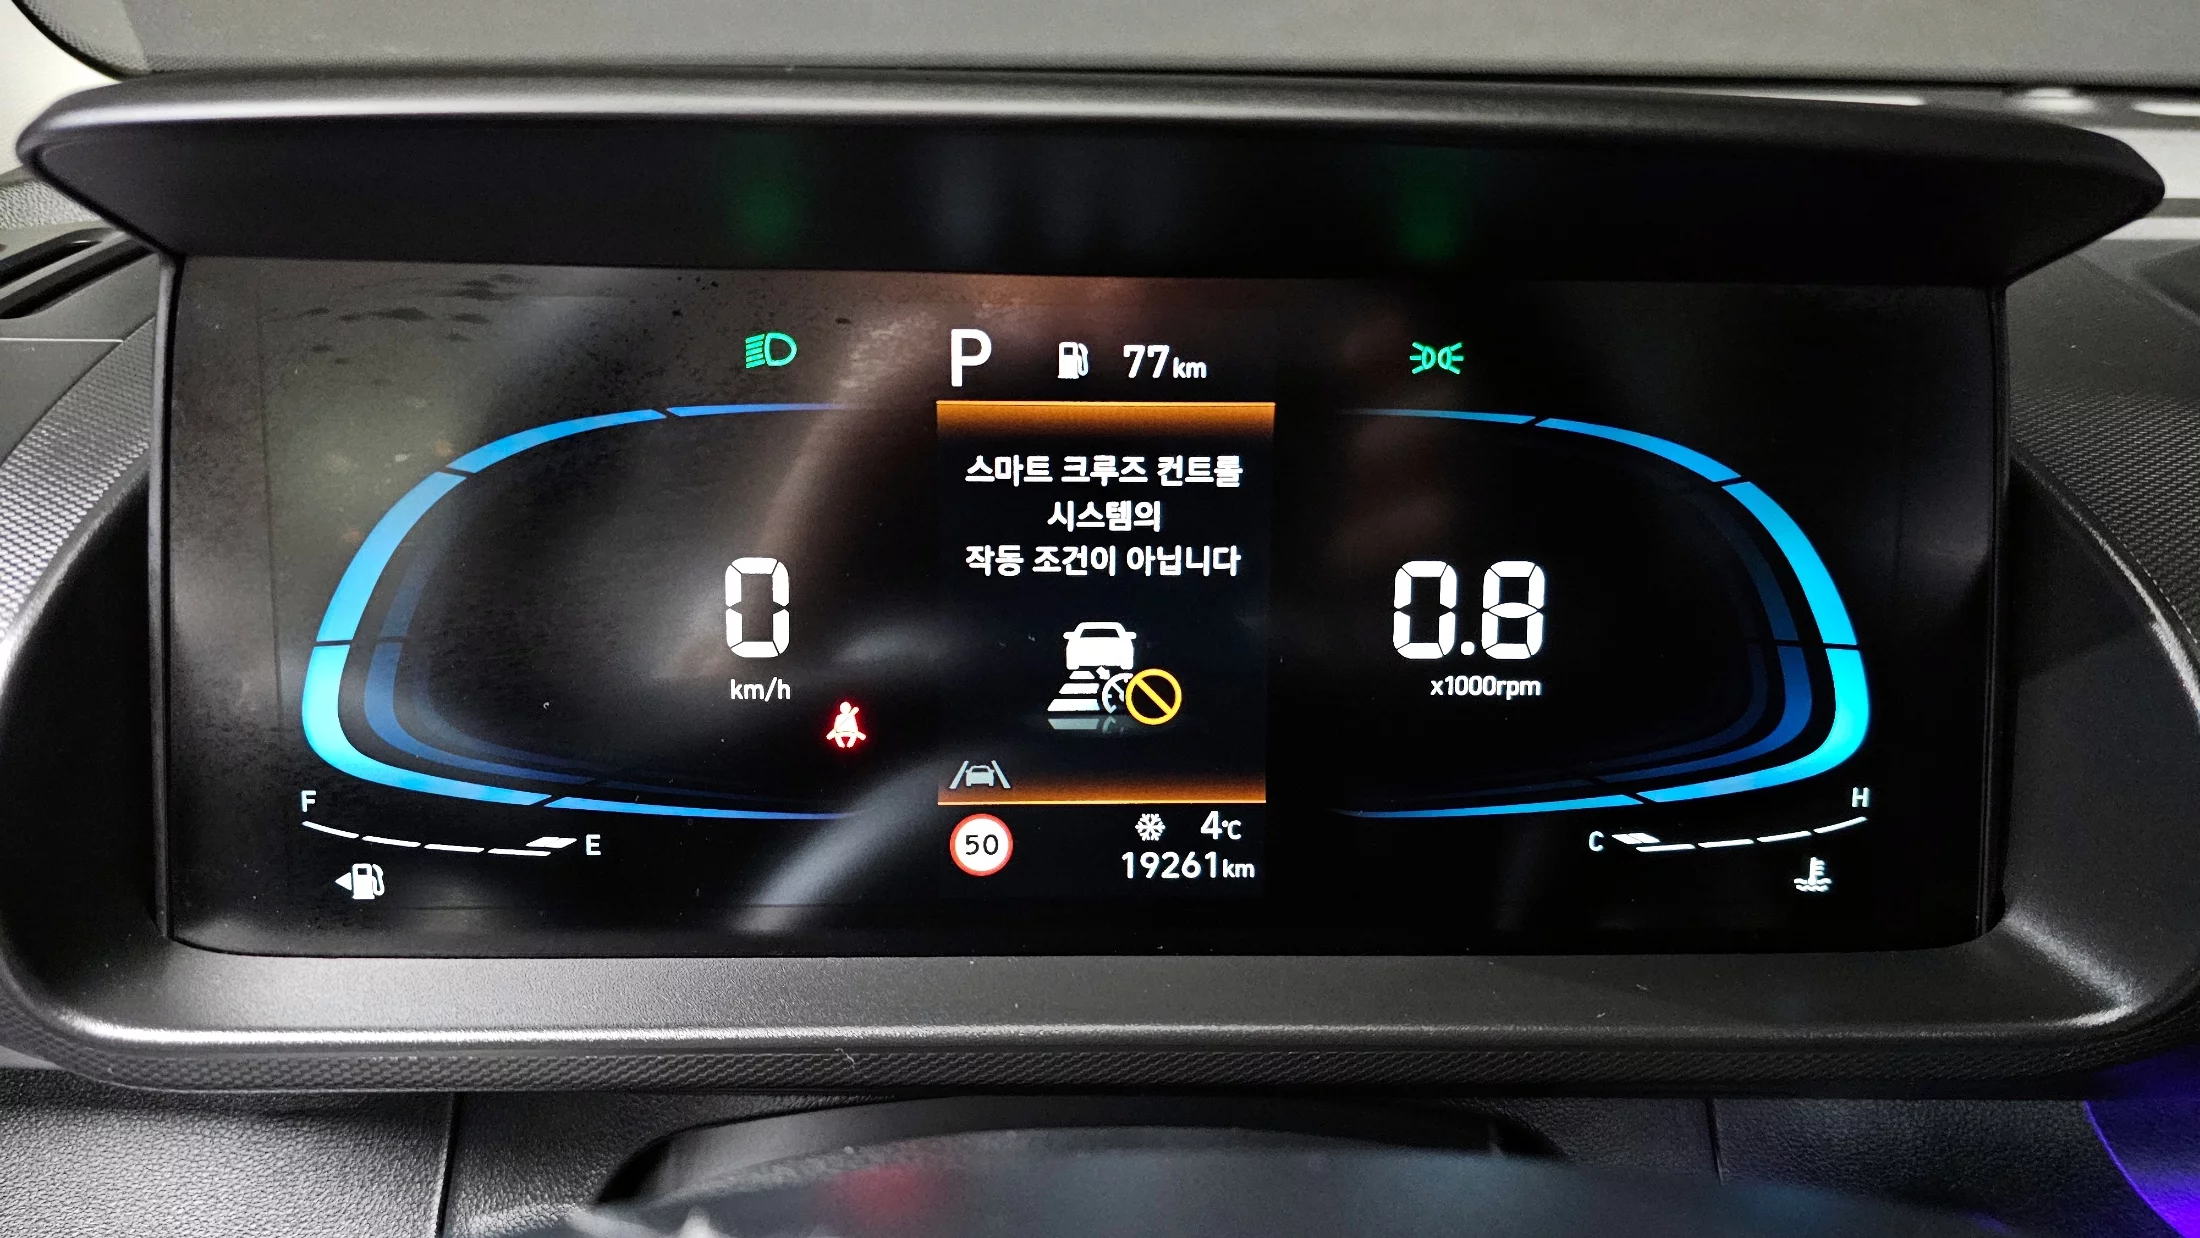 P 77km
스마트 크루즈 컨트롤
시스템의
작동 조건이 아닙니다
0
km/h
0.8
x1000rpm
F
E
50
4℃
19261km
C
H